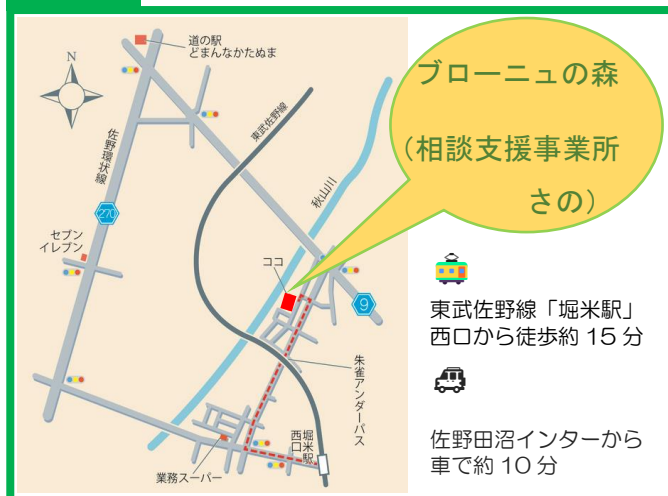 道の駅
どまんなかたぬま
N
佐野環状線
270
セブン
イレブン
東武佐野線
秋山川
ココ
9
朱雀アンダーパス
堀米駅
西口
業務スーパー
ブローニュの森
(相談支援事業所
さの)
東武佐野線「堀米駅」
西口から徒歩約 15 分
佐野田沼インターから
車で約 10 分